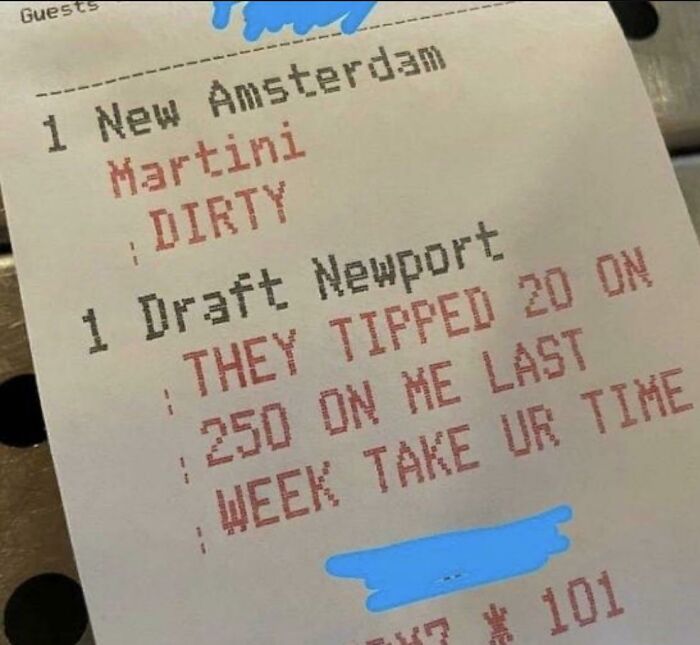 Guests
1 New Amsterdam
Martini
; DIRTY
1 Draft Newport
; THEY TIPPED 20 ON
; 250 ON ME LAST
; WEEK TAKE UR TIME
* 101